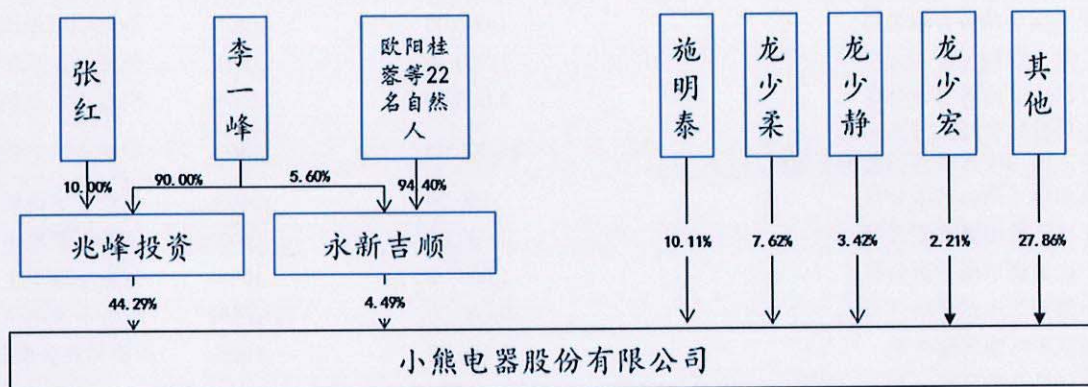 张红
李一峰
欧阳桂
蓉等22
名自然
人
施明泰
龙少柔
龙少静
龙少宏
其他
10.00%
90.00%
5.60%
94.40%
兆峰投资
永新吉顺
10.11%
7.62%
3.42%
2.21%
27.86%
44.29%
4.49%
小熊电器股份有限公司